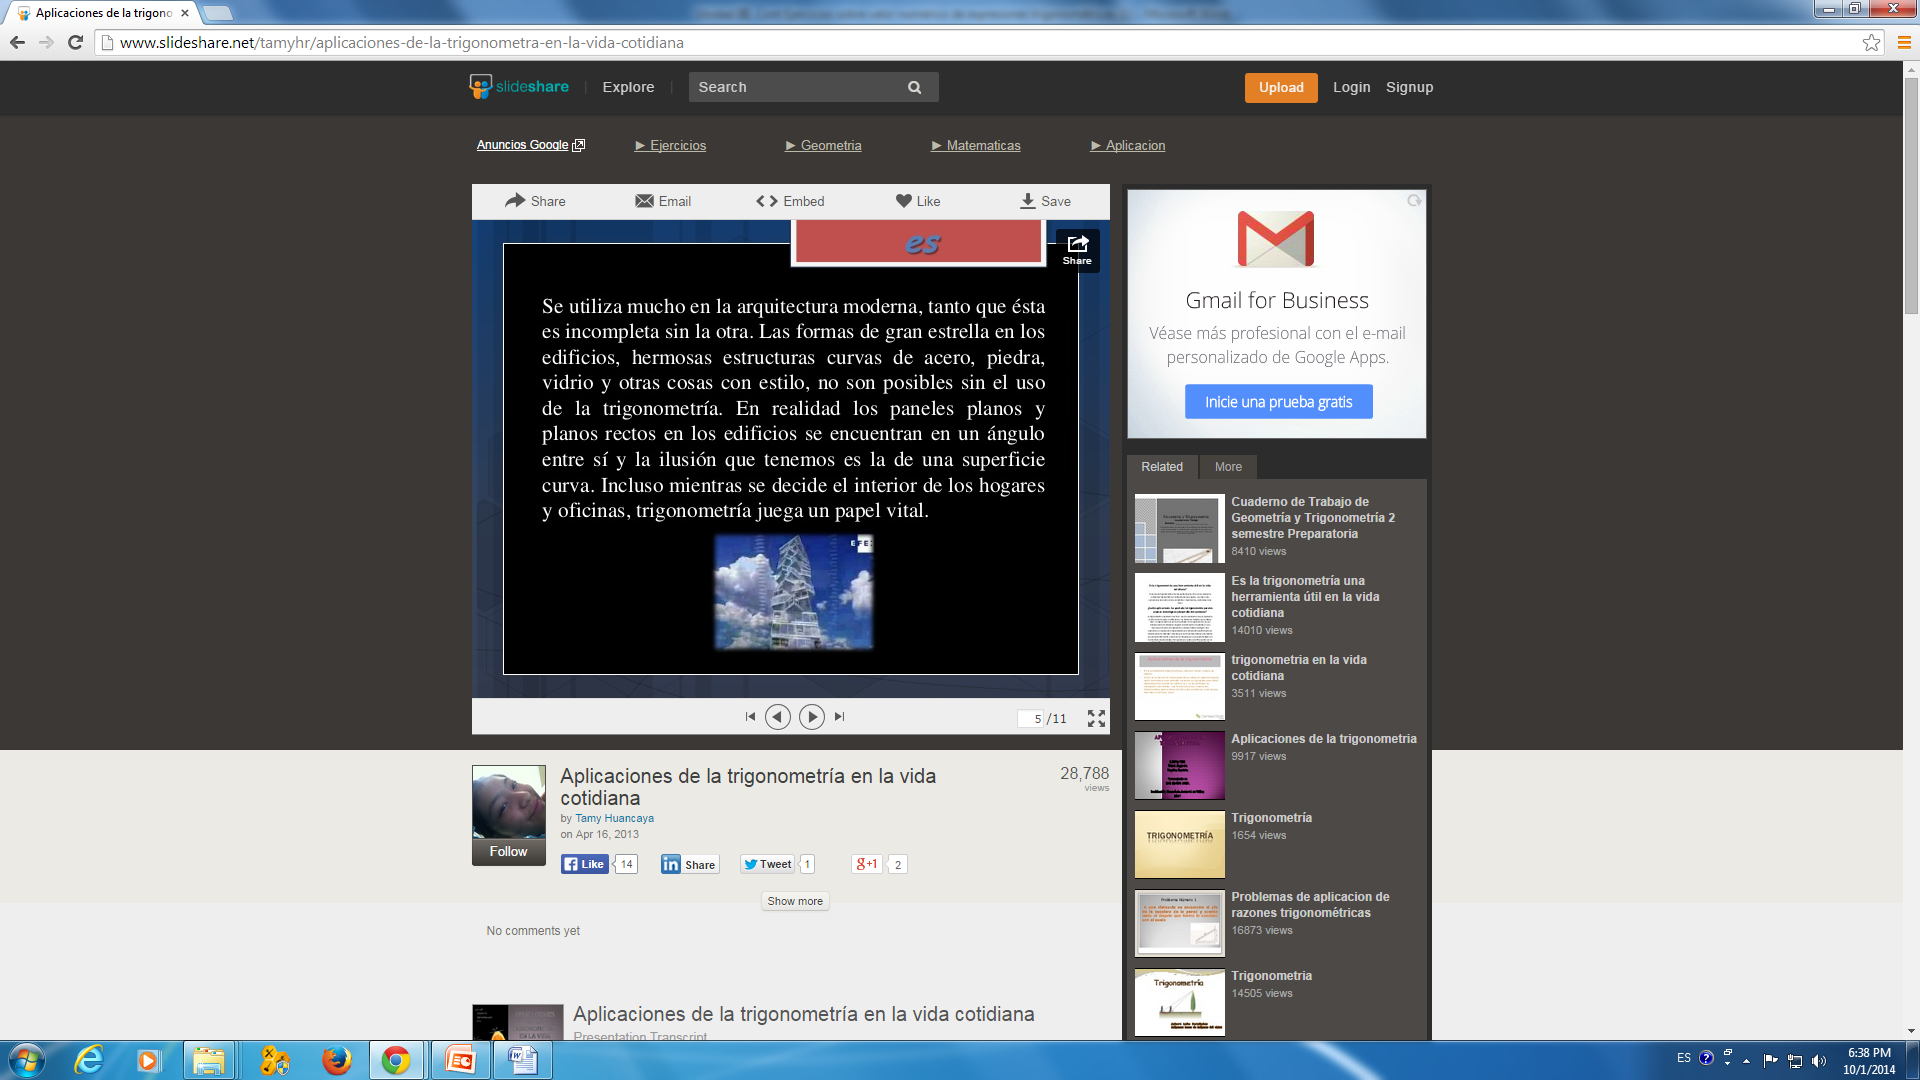 Aplicaciones de la trigono
www.slideshare.net/tamyhr/aplicaciones-de-la-trigonometra-en-la-vida-cotidiana
slideshare
Explore
Search
Upload
Login
Signup
Anuncios Google
► Ejercicios
► Geometria
► Matematicas
► Aplicacion
Share
Email
Embed
Like
Save
es
Share
Se utiliza mucho en la arquitectura moderna, tanto que ésta
es incompleta sin la otra. Las formas de gran estrella en los
edificios, hermosas estructuras curvas de acero, piedra,
vidrio y otras cosas con estilo, no son posibles sin el uso
de la trigonometría. En realidad los paneles planos y
planos rectos en los edificios se encuentran en un ángulo
entre sí y la ilusión que tenemos es la de una superficie
curva. Incluso mientras se decide el interior de los hogares
y oficinas, trigonometría juega un papel vital.
EFE
5 /11
Gmail for Business
Véase más profesional con el e-mail
personalizado de Google Apps.
Inicie una prueba gratis
Related
More
Cuaderno de Trabajo de
Geometría y Trigonometría 2
semestre Preparatoria
8410 views
Es la trigonometría una
herramienta útil en la vida
cotidiana
14010 views
trigonometria en la vida
cotidiana
3511 views
Aplicaciones de la trigonometria
9917 views
TRIGONOMETRÍA
Trigonometría
1654 views
Problemas de aplicacion de
razones trigonométricas
16873 views
Trigonometría
Trigonometria
14505 views
Aplicaciones de la trigonometría en la vida
cotidiana
by Tamy Huancaya
on Apr 16, 2013
28,788
views
Follow
Like
14
Share
Tweet
1
g+1
2
Show more
No comments yet
Aplicaciones de la trigonometría en la vida cotidiana
Presentation Transcript
ES
6:38 PM
10/1/2014